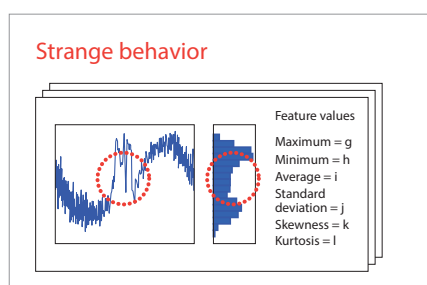 Strange behavior
Feature values
Maximum = g
Minimum = h
Average = i
Standard
deviation = j
Skewness = k
Kurtosis = l